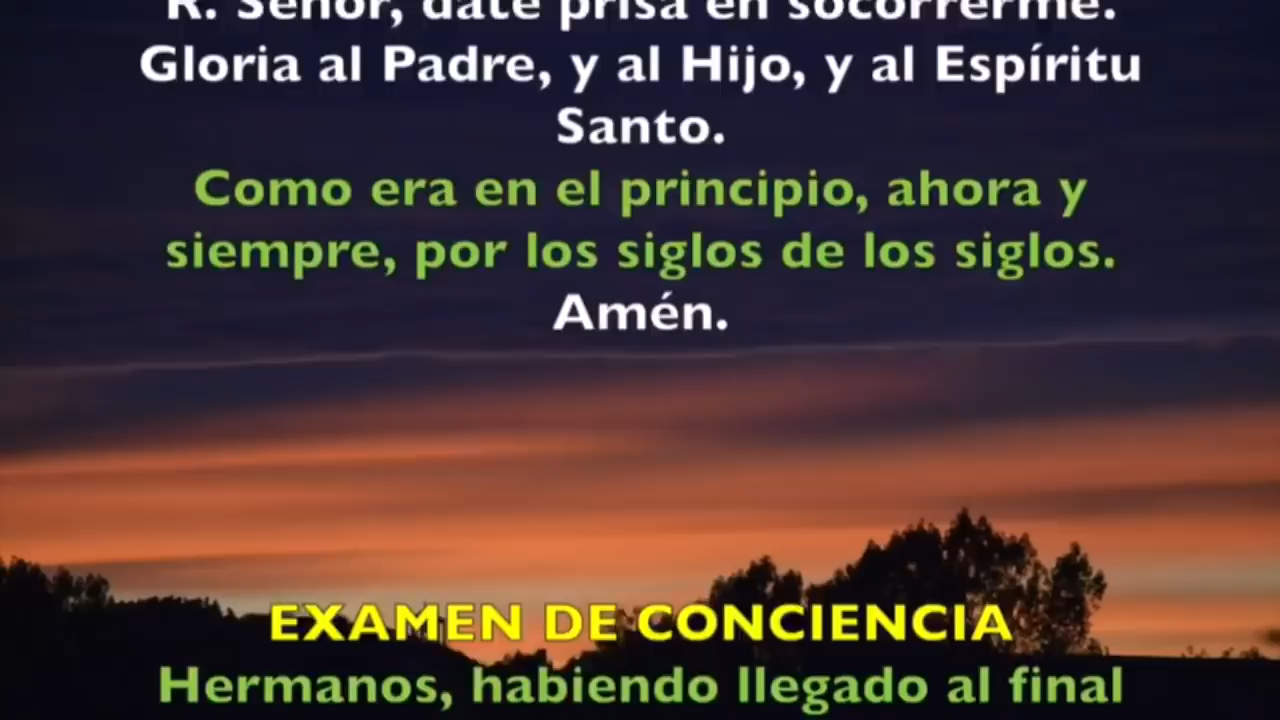 R. Señor, date prisa en socorrerme.
Gloria al Padre, y al Hijo, y al Espíritu
Santo.
Como era en el principio, ahora y
siempre, por los siglos de los siglos.
Amén.
EXAMEN DE CONCIENCIA
Hermanos, habiendo llegado al final